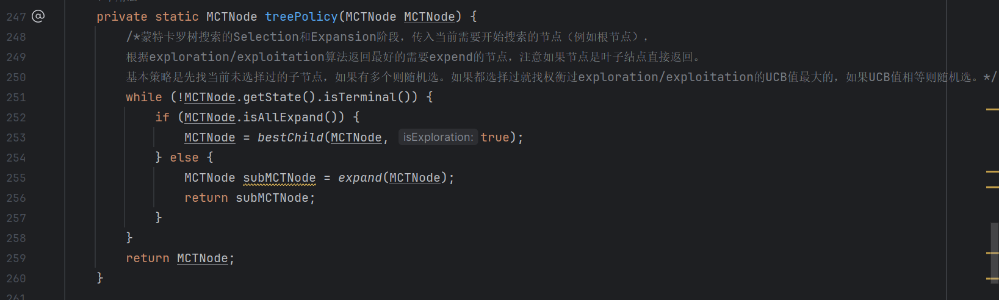 247 @ private static MCTNode treePolicy(MCTNode MCTNode) {
248 /*蒙特卡罗树搜索的Selection和Expansion阶段，传入当前需要开始搜索的节点（例如根节点），
249 根据exploration/exploitation算法返回最好的需要expend的节点，注意如果节点是叶子结点直接返回。
250 基本策略是先找当前未选择过的子节点，如果有多个则随机选。如果都选择过就找权衡过exploration/exploitation的UCB值最大的，如果UCB值相等则随机选。*/
251 while (!MCTNode.getState().isTerminal()) {
252 if (MCTNode.isAllExpand()) {
253 MCTNode = bestChild(MCTNode, isExploration: true);
254 } else {
255 MCTNode subMCTNode = expand(MCTNode);
256 return subMCTNode;
257 }
258 }
259 return MCTNode;
260 }
261